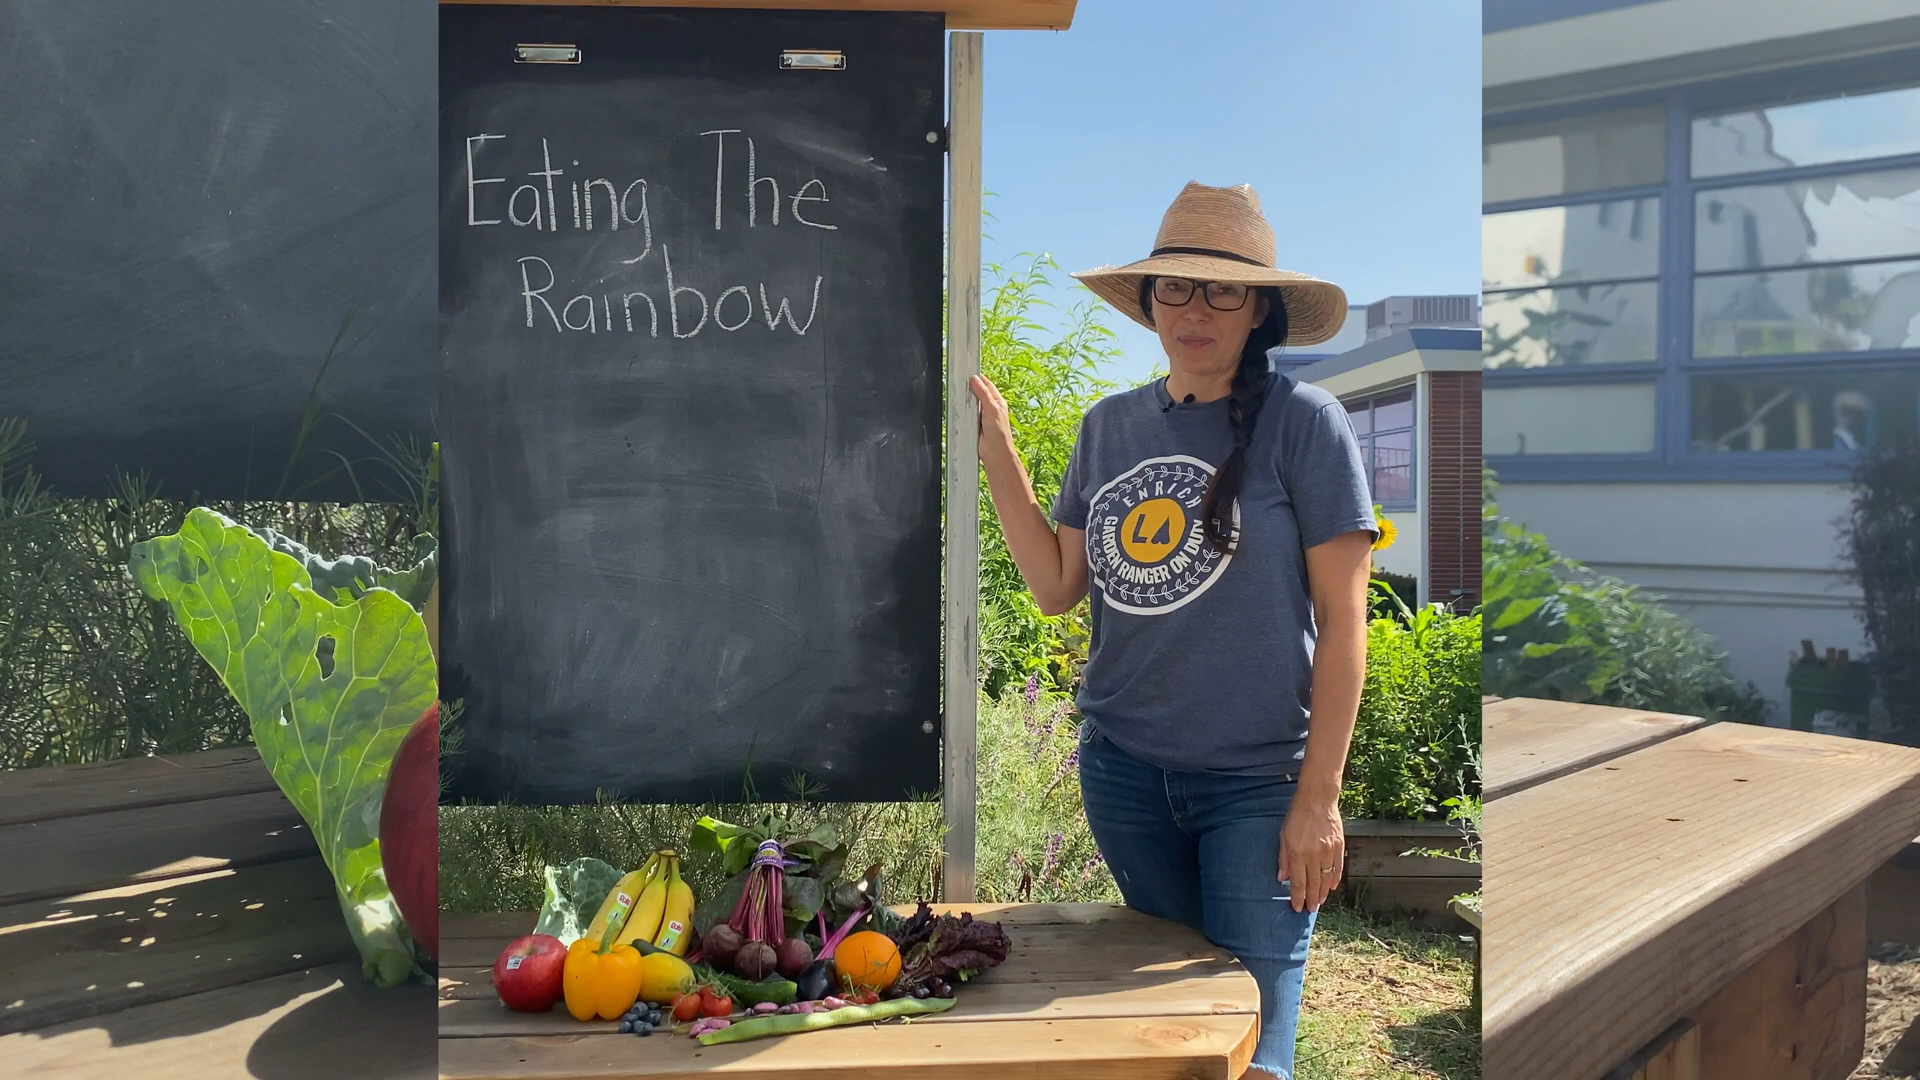 Eating The
Rainbow
ENRICH
LA
GARDEN RANGER ON DUTY